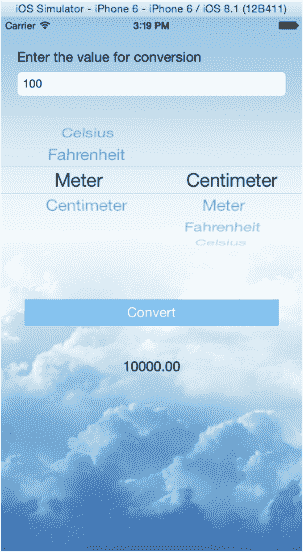 iOS Simulator - iPhone 6 - iPhone 6 / iOS 8.1 (12B411)
Carrier 3:19 PM
Enter the value for conversion
100
Celsius
Fahrenheit
Meter Centimeter
Centimeter Meter
Fahrenheit
Celsius
Convert
10000.00